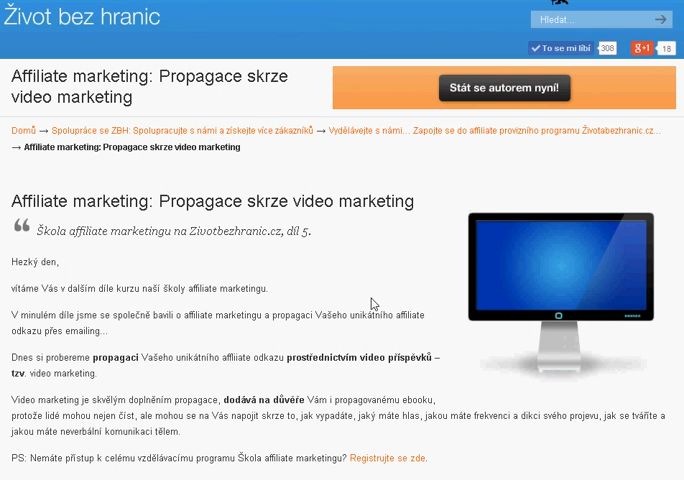 Život bez hranic
Hledat...
To se mi líbí 308
g+1 18
Affiliate marketing: Propagace skrze
video marketing
Stát se autorem nyní!
Domů → Spolupráce se ZBH: Spolupracujte s námi a získejte více zákazníků → Vydělávejte s námi... Zapojte se do affiliate provizního programu Životabezhranic.cz...
→ Affiliate marketing: Propagace skrze video marketing
Affiliate marketing: Propagace skrze video marketing
Škola affiliate marketingu na Zivotbezhranic.cz, díl 5.
Hezký den,
vítáme Vás v dalším díle kurzu naší školy affiliate marketingu.
V minulém díle jsme se společně bavili o affiliate marketingu a propagaci Vašeho unikátního affiliate
odkazu přes emailing...
Dnes si probereme propagaci Vašeho unikátního affliiate odkazu prostřednictvím video příspěvků –
tzv. video marketing.
Video marketing je skvělým doplněním propagace, dodává na důvěře Vám i propagovanému ebooku,
protože lidé mohou nejen číst, ale mohou se na Vás napojit skrze to, jak vypadáte, jaký máte hlas, jakou máte frekvenci a dikci svého projevu, jak se tváříte a
jakou máte neverbální komunikaci tělem.
PS: Nemáte přístup k celému vzdělávacímu programu Škola affiliate marketingu? Registrujte se zde.